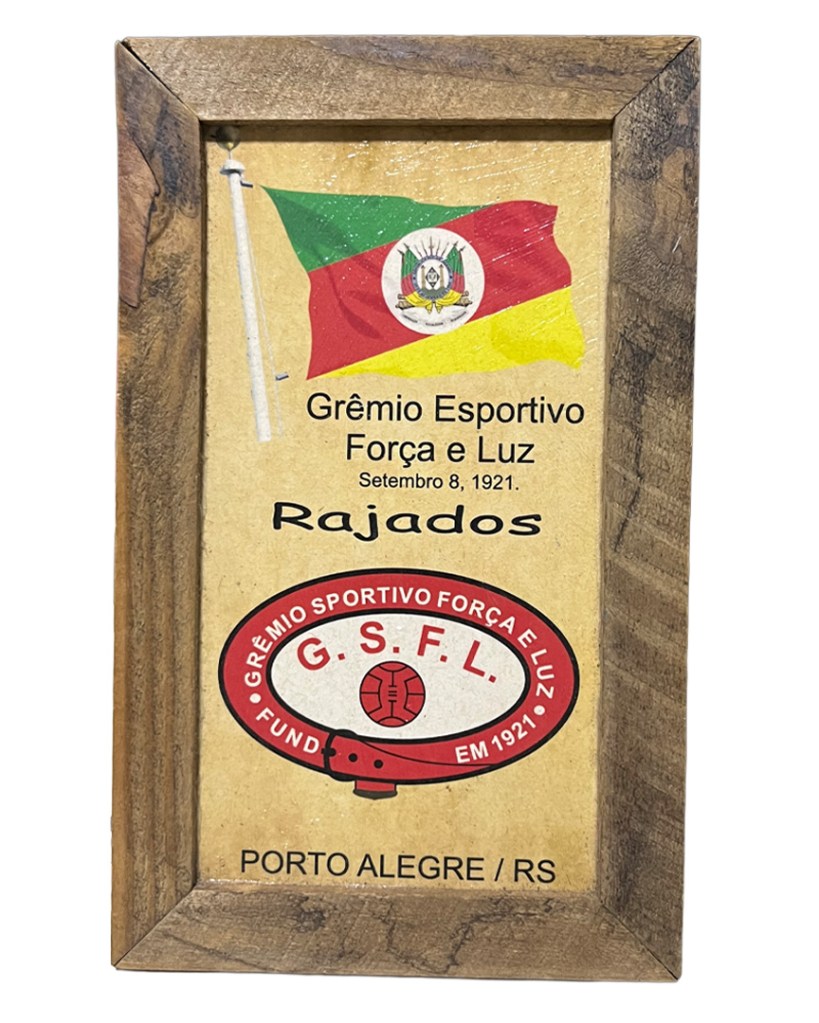 Grêmio Esportivo
Força e Luz
Setembro 8, 1921.
Rajados
GRÊMIO SPORTIVO FORÇA E LUZ
G. S. F. L.
FUND EM 1921
PORTO ALEGRE / RS